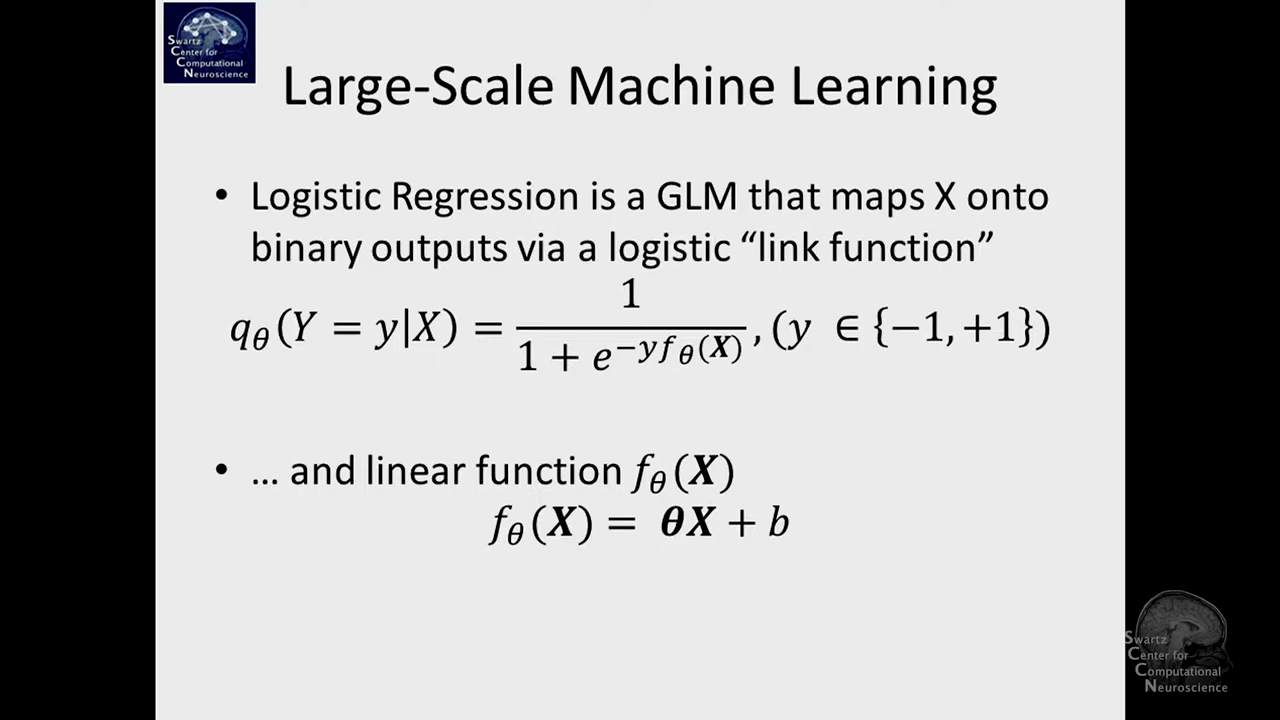 Swartz
Center for
Computational
Neuroscience
Large-Scale Machine Learning
• Logistic Regression is a GLM that maps X onto
binary outputs via a logistic “link function”
𝑞_𝜃(𝑌 = 𝑦|𝑋) = 1 / (1 + 𝑒^(−𝑦𝑓_𝜃(𝑿))), (𝑦 ∈ {−1, +1})
• … and linear function 𝑓_𝜃(𝑿)
𝑓_𝜃(𝑿) = 𝜽𝑿 + 𝑏
Swartz
Center for
Computational
Neuroscience